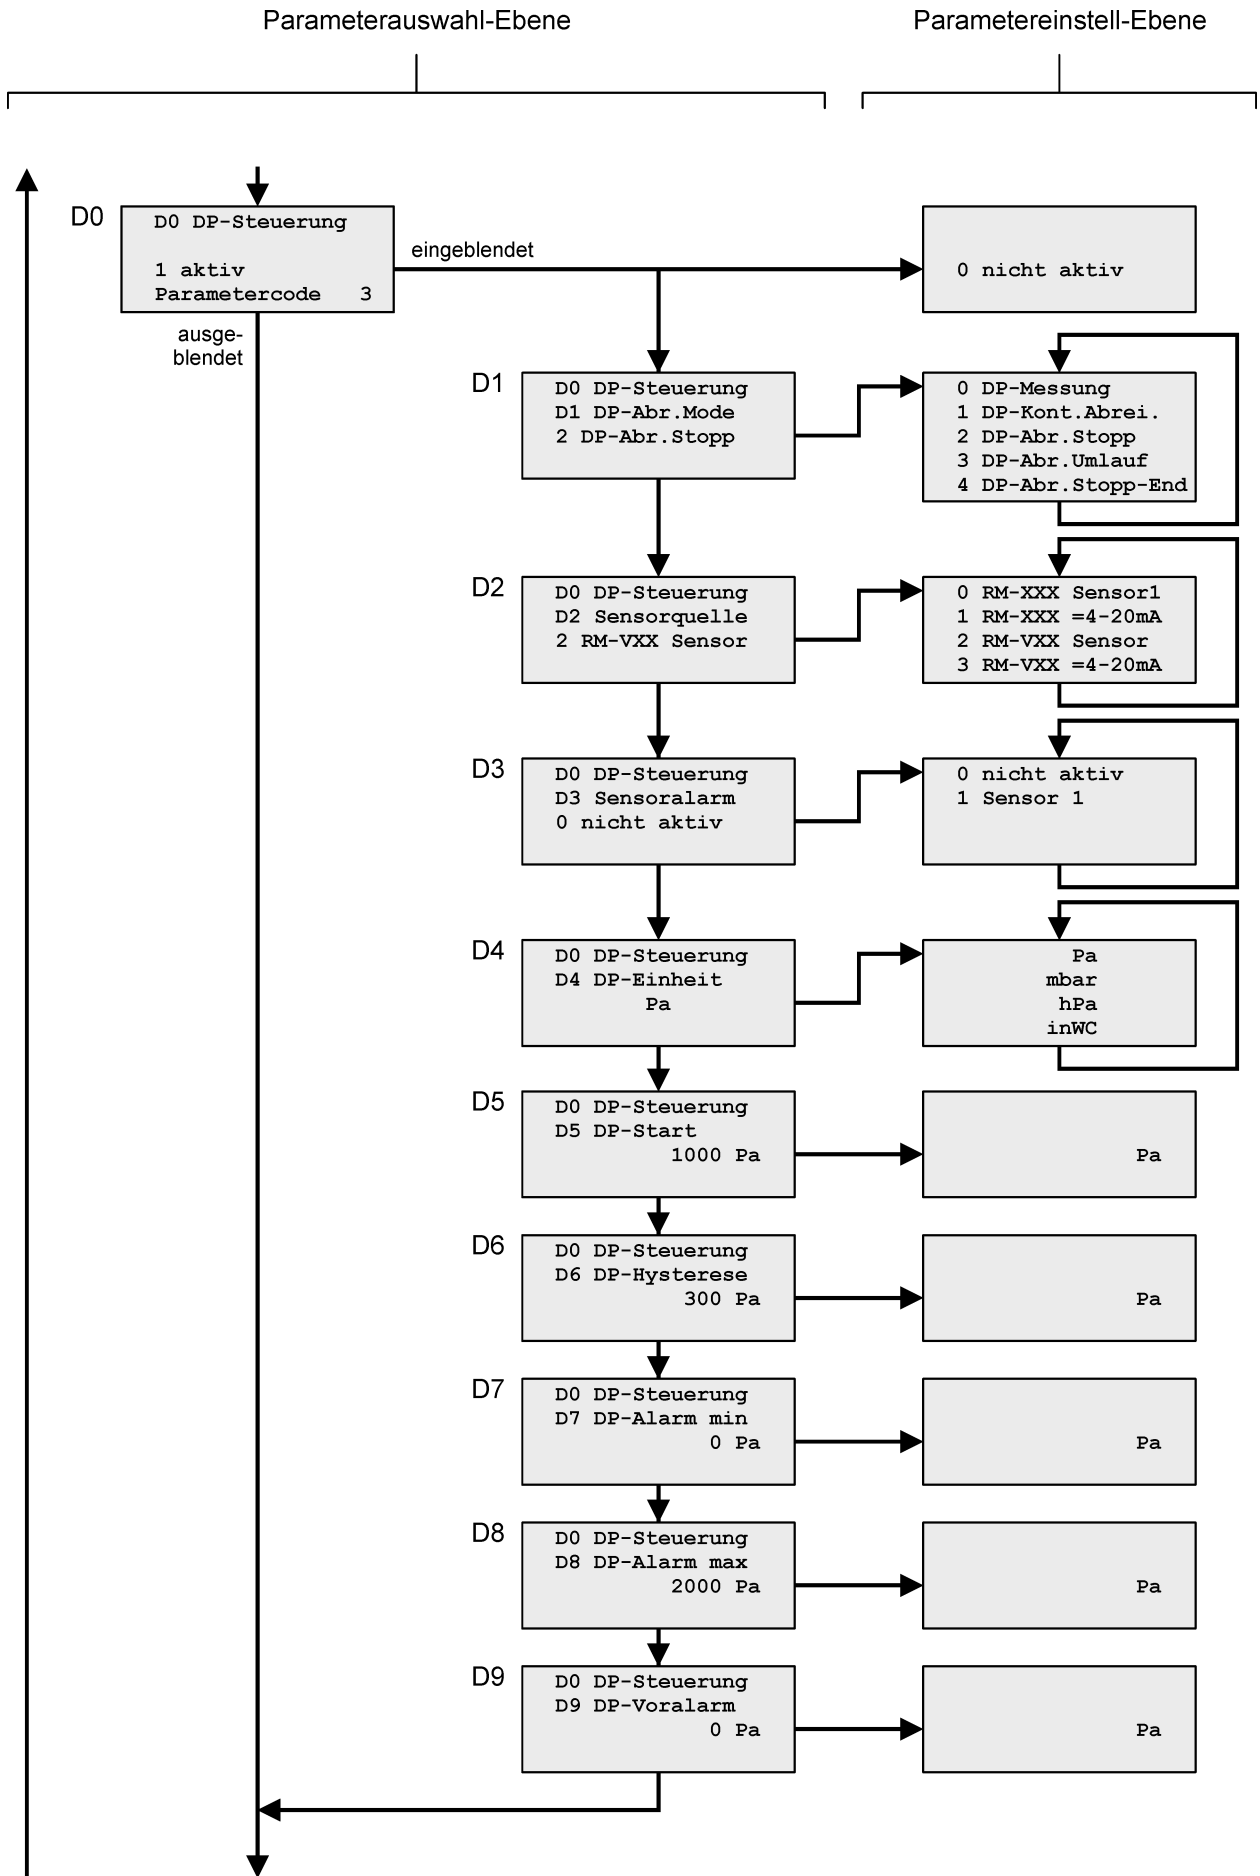 Parameterauswahl-Ebene
Parametereinstell-Ebene
D0
D0 DP-Steuerung
1 aktiv
Parametercode 3
eingeblendet
0 nicht aktiv
ausge-
blendet
D1
D0 DP-Steuerung
D1 DP-Abr.Mode
2 DP-Abr.Stopp
0 DP-Messung
1 DP-Kont.Abrei.
2 DP-Abr.Stopp
3 DP-Abr.Umlauf
4 DP-Abr.Stopp-End
D2
D0 DP-Steuerung
D2 Sensorquelle
2 RM-VXX Sensor
0 RM-XXX Sensor1
1 RM-XXX =4-20mA
2 RM-VXX Sensor
3 RM-VXX =4-20mA
D3
D0 DP-Steuerung
D3 Sensoralarm
0 nicht aktiv
0 nicht aktiv
1 Sensor 1
D4
D0 DP-Steuerung
D4 DP-Einheit
Pa
Pa
mbar
hPa
inWC
D5
D0 DP-Steuerung
D5 DP-Start
1000 Pa
Pa
D6
D0 DP-Steuerung
D6 DP-Hysterese
300 Pa
Pa
D7
D0 DP-Steuerung
D7 DP-Alarm min
0 Pa
Pa
D8
D0 DP-Steuerung
D8 DP-Alarm max
2000 Pa
Pa
D9
D0 DP-Steuerung
D9 DP-Voralarm
0 Pa
Pa